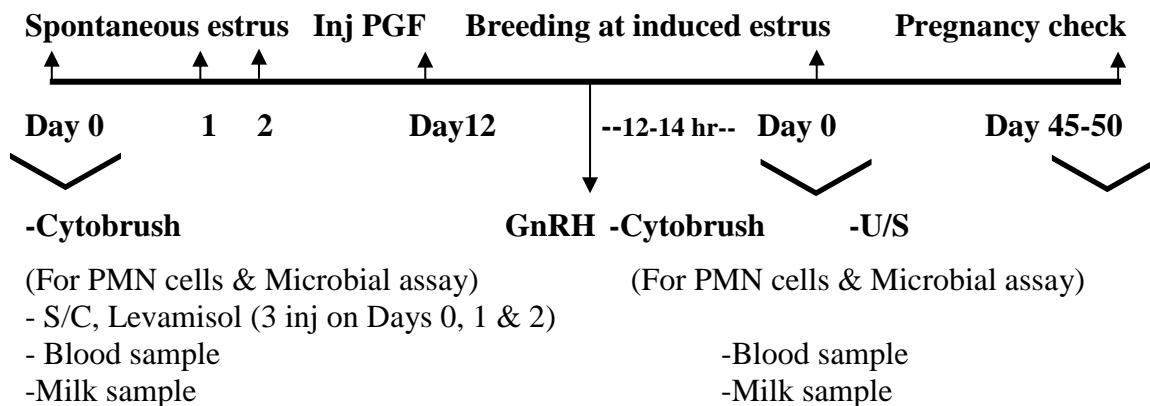 Spontaneous estrus Inj PGF Breeding at induced estrus Pregnancy check
Day 0 1 2 Day12 --12-14 hr-- Day 0 Day 45-50
-Cytobrush GnRH -Cytobrush -U/S
(For PMN cells & Microbial assay) (For PMN cells & Microbial assay)
- S/C, Levamisol (3 inj on Days 0, 1 & 2)
- Blood sample -Blood sample
-Milk sample -Milk sample